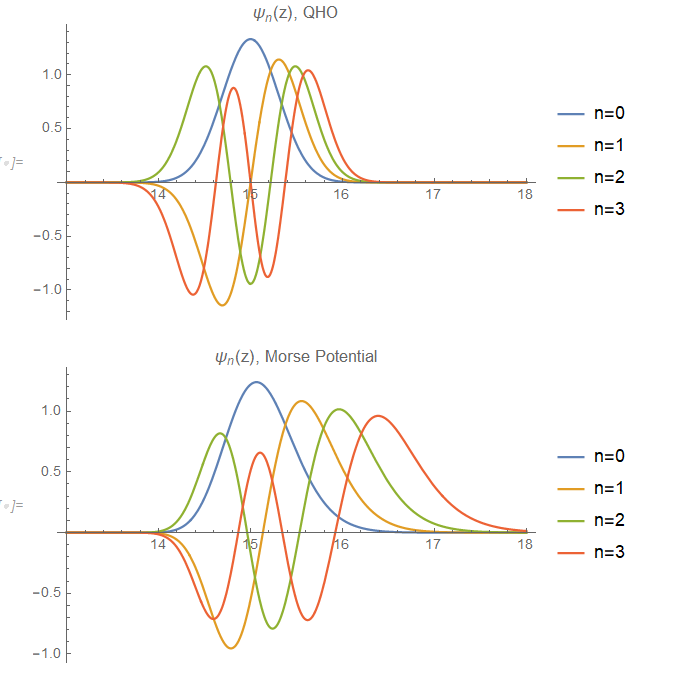 ψn(z), QHO
1.0
0.5
−0.5
−1.0
14 15 16 17 18
n=0
n=1
n=2
n=3
]=
ψn(z), Morse Potential
1.0
0.5
−0.5
−1.0
14 15 16 17 18
n=0
n=1
n=2
n=3
]=